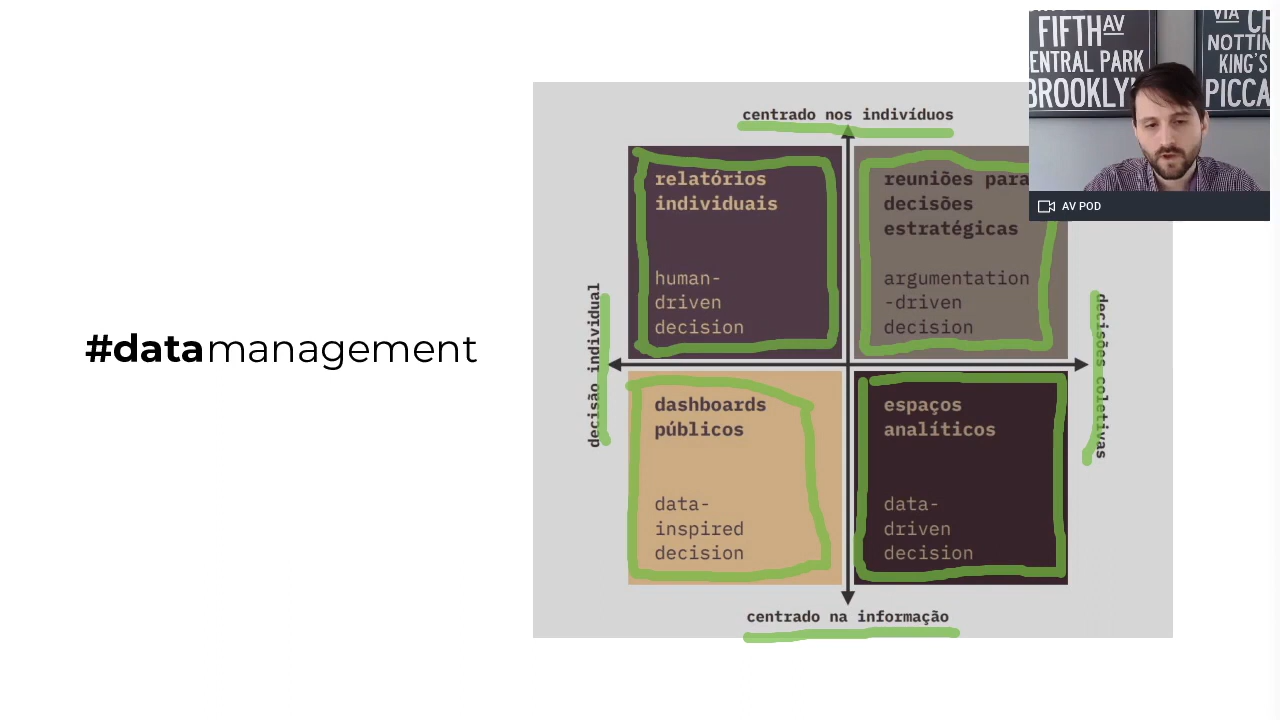 #datamanagement
centrado nos indivíduos
relatórios
individuais
human-
driven
decision
reuniões para
decisões
estratégicas
argumentation
-driven
decision
decisão individual
decisões coletivas
dashboards
públicos
data-
inspired
decision
espaços
analíticos
data-
driven
decision
centrado na informação
FIFTH AV
ENTRAL PARK
BROOKLY
VIA
NOTTIN
KING'S
PICCA
AV POD